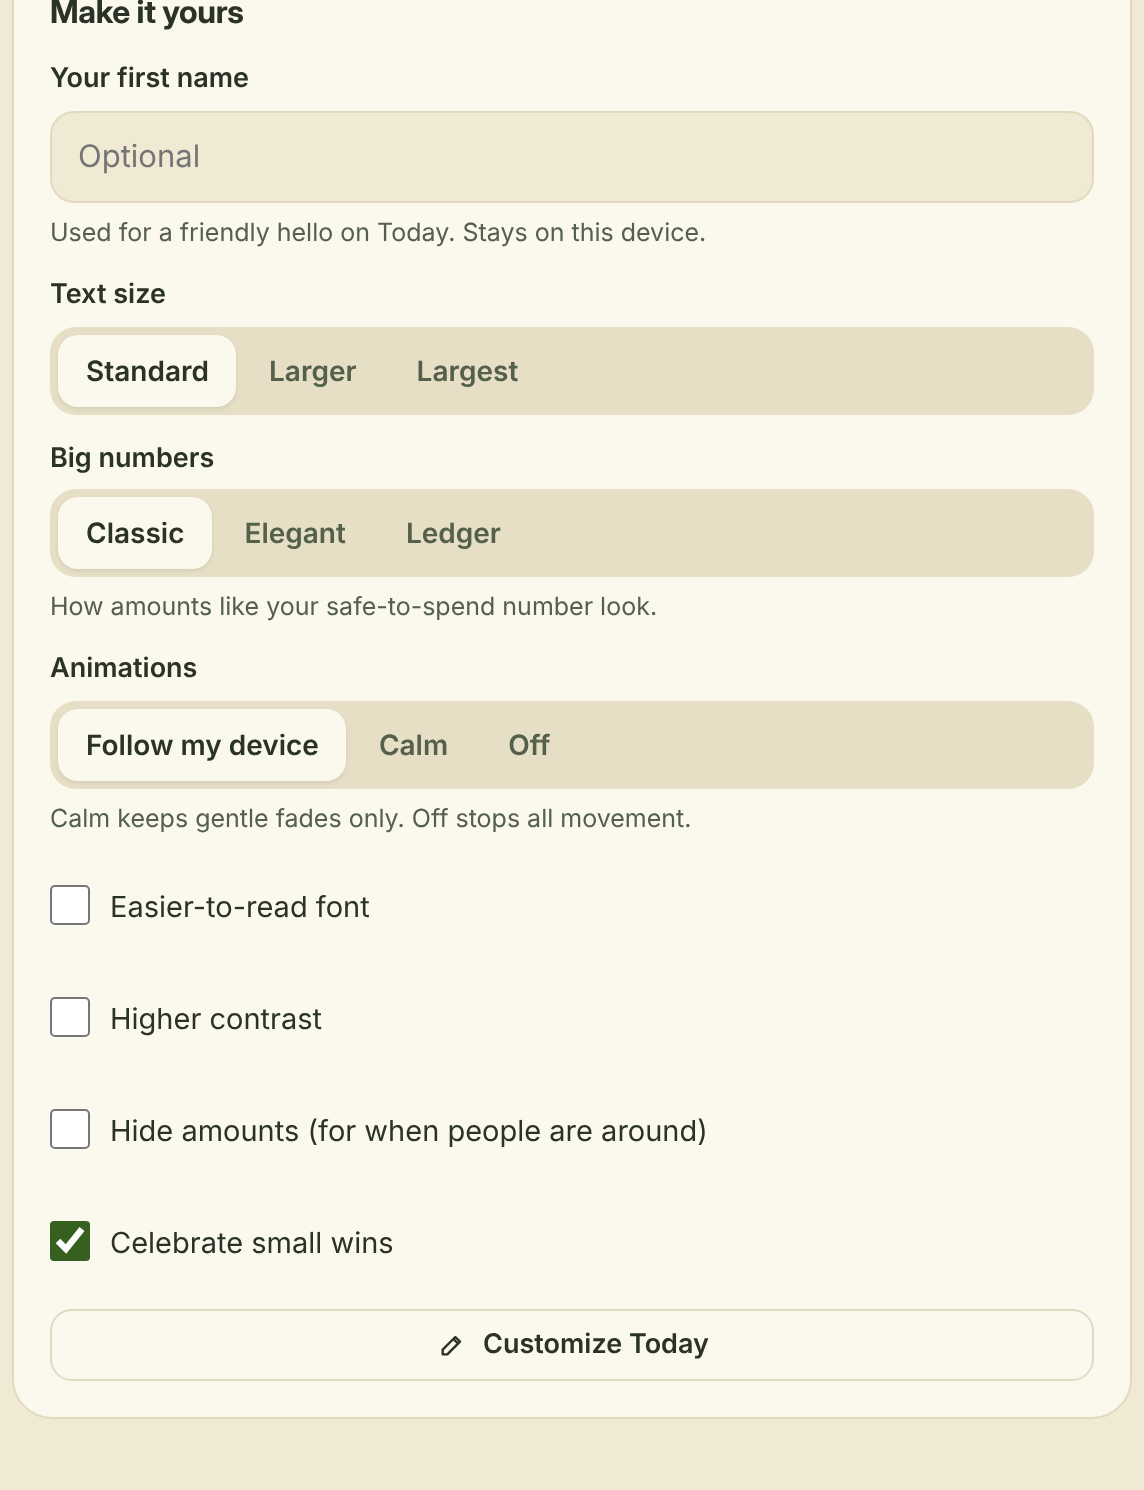 Make it yours
Your first name
Optional
Used for a friendly hello on Today. Stays on this device.
Text size
Standard Larger Largest
Big numbers
Classic Elegant Ledger
How amounts like your safe-to-spend number look.
Animations
Follow my device Calm Off
Calm keeps gentle fades only. Off stops all movement.
Easier-to-read font
Higher contrast
Hide amounts (for when people are around)
Celebrate small wins
Customize Today